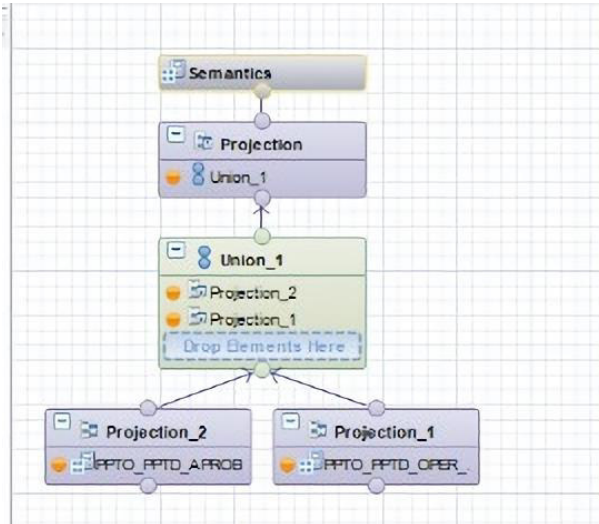 Semantics
Projection
Union_1
Union_1
Projection_2
Projection_1
Drop Elements Here
Projection_2
Projection_1
PPTO_PPTD_APROB
PPTO_PPTD_OPER_.